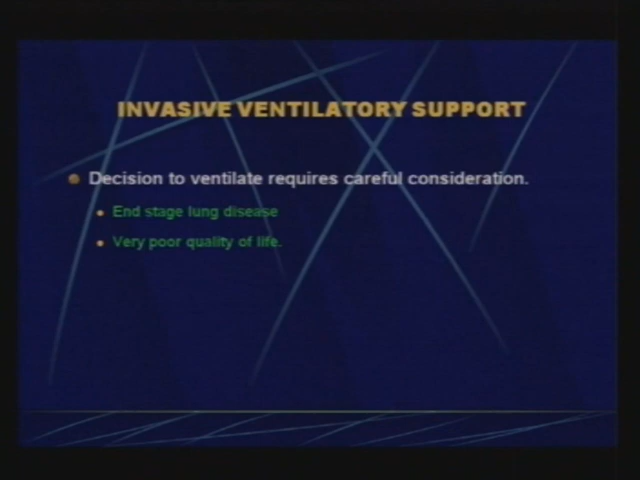 INVASIVE VENTILATORY SUPPORT
Decision to ventilate requires careful consideration.
End stage lung disease
Very poor quality of life.